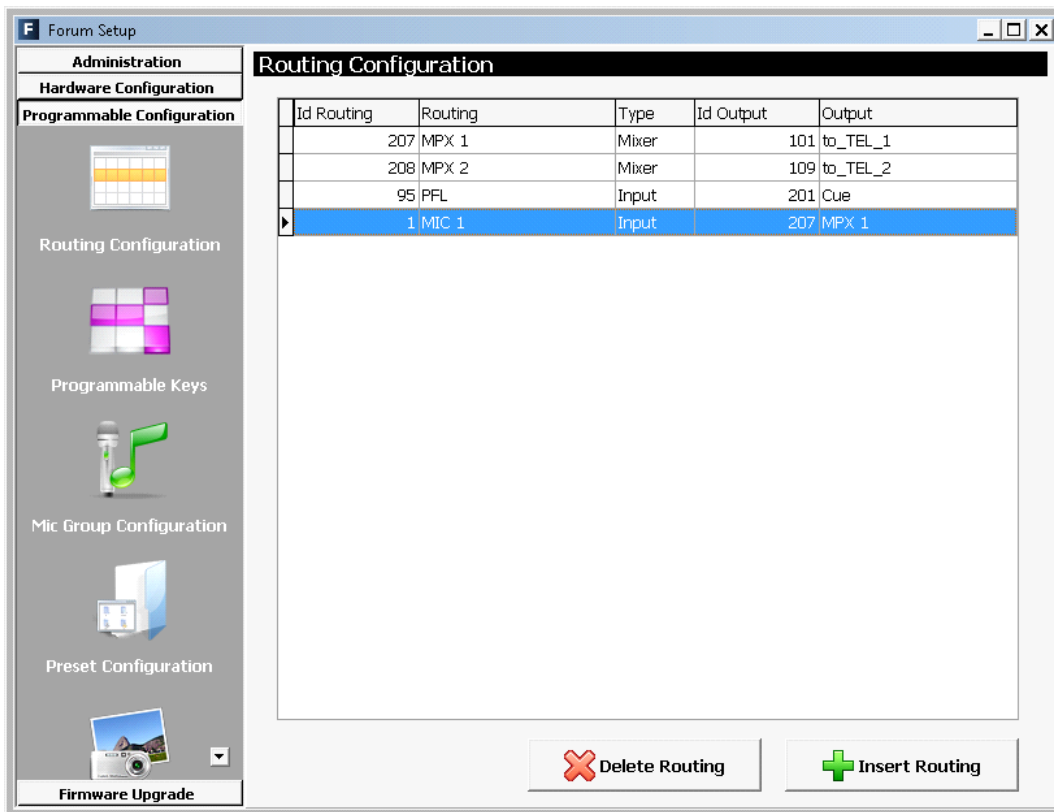 F Forum Setup
Administration
Hardware Configuration
Programmable Configuration
Routing Configuration
Programmable Keys
Mic Group Configuration
Preset Configuration
Firmware Upgrade
Routing Configuration
Id Routing Routing Type Id Output Output
207 MPX 1 Mixer 101 to_TEL_1
208 MPX 2 Mixer 109 to_TEL_2
95 PFL Input 201 Cue
1 MIC 1 Input 207 MPX 1
Delete Routing Insert Routing